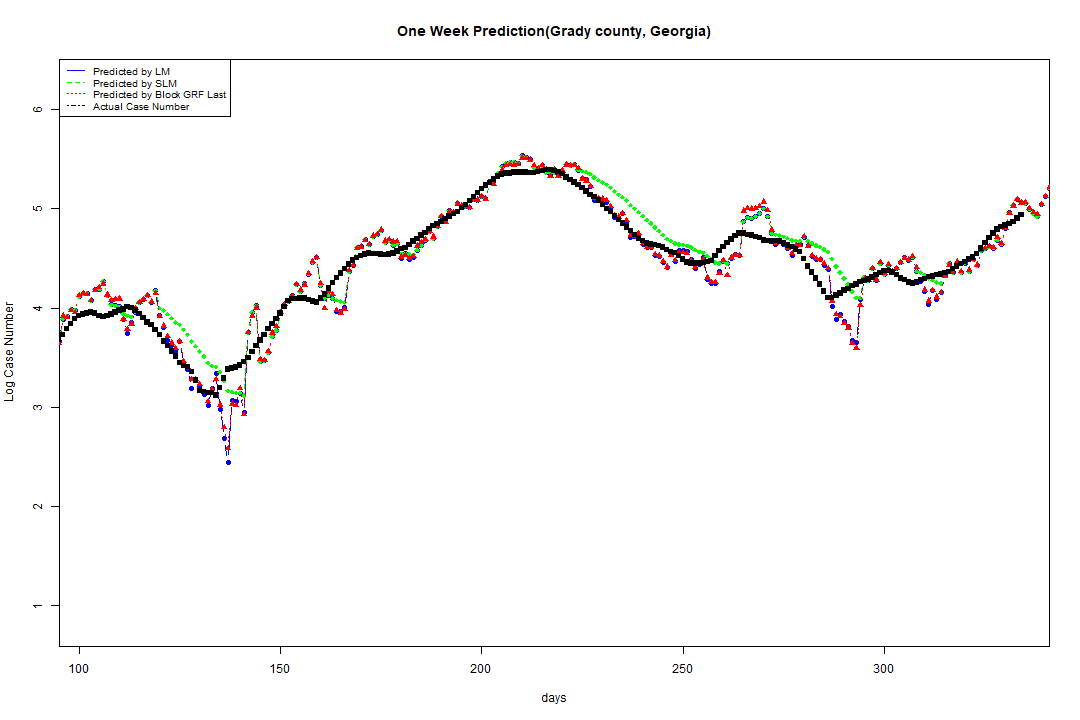 One Week Prediction(Grady county, Georgia)
Predicted by LM
Predicted by SLM
Predicted by Block GRF Last
Actual Case Number
6
5
4
3
2
1
Log Case Number
100 150 200 250 300
days